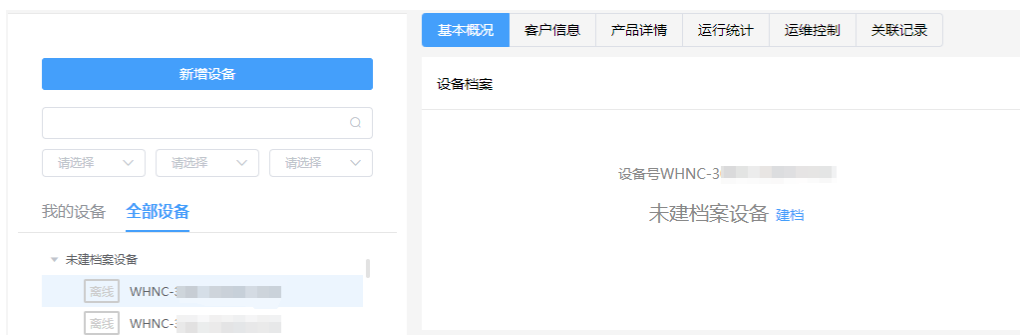 新增设备
请选择 请选择 请选择
我的设备 全部设备
未建档案设备
离线 WHNC-3
离线 WHNC-3
基本概况 客户信息 产品详情 运行统计 运维控制 关联记录
设备档案
设备号WHNC-3
未建档案设备 建档